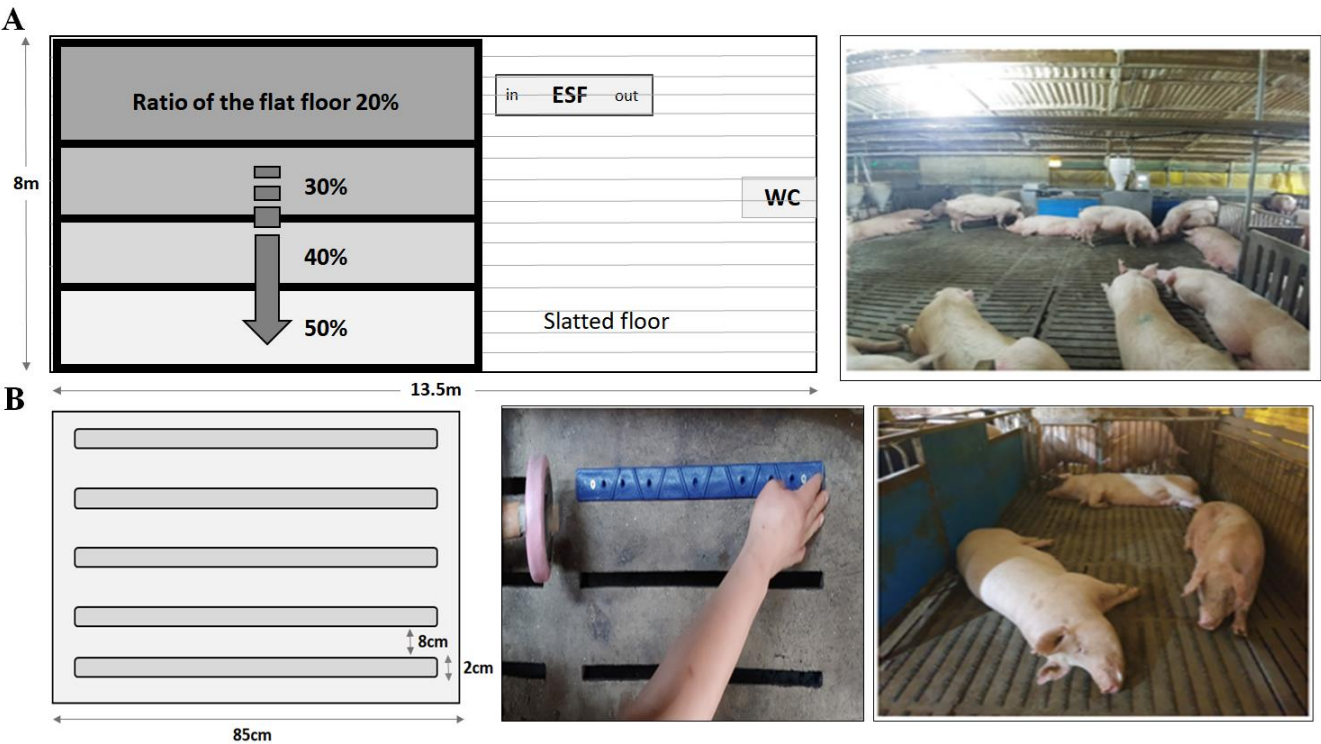 A
Ratio of the flat floor 20%
in ESF out
30%
8m
WC
40%
Slatted floor
50%
13.5m
B
8cm
2cm
85cm